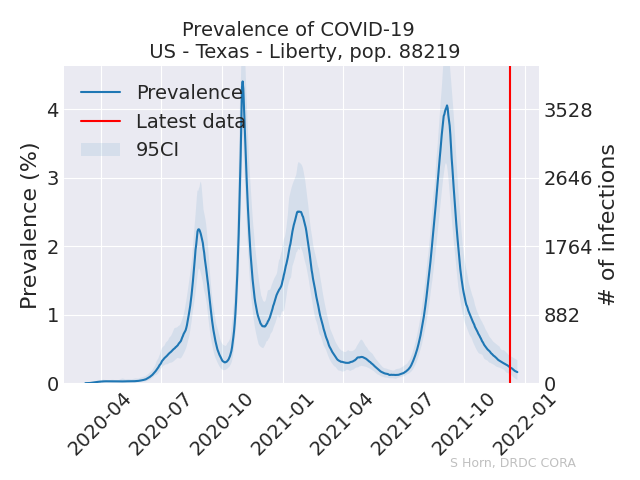 Prevalence of COVID-19
US - Texas - Liberty, pop. 88219
Prevalence
Latest data
95CI
Prevalence (%)
4
3
2
1
0
3528
2646
1764
882
0
# of infections
2020-04
2020-07
2020-10
2021-01
2021-04
2021-07
2021-10
2022-01
S Horn, DRDC CORA